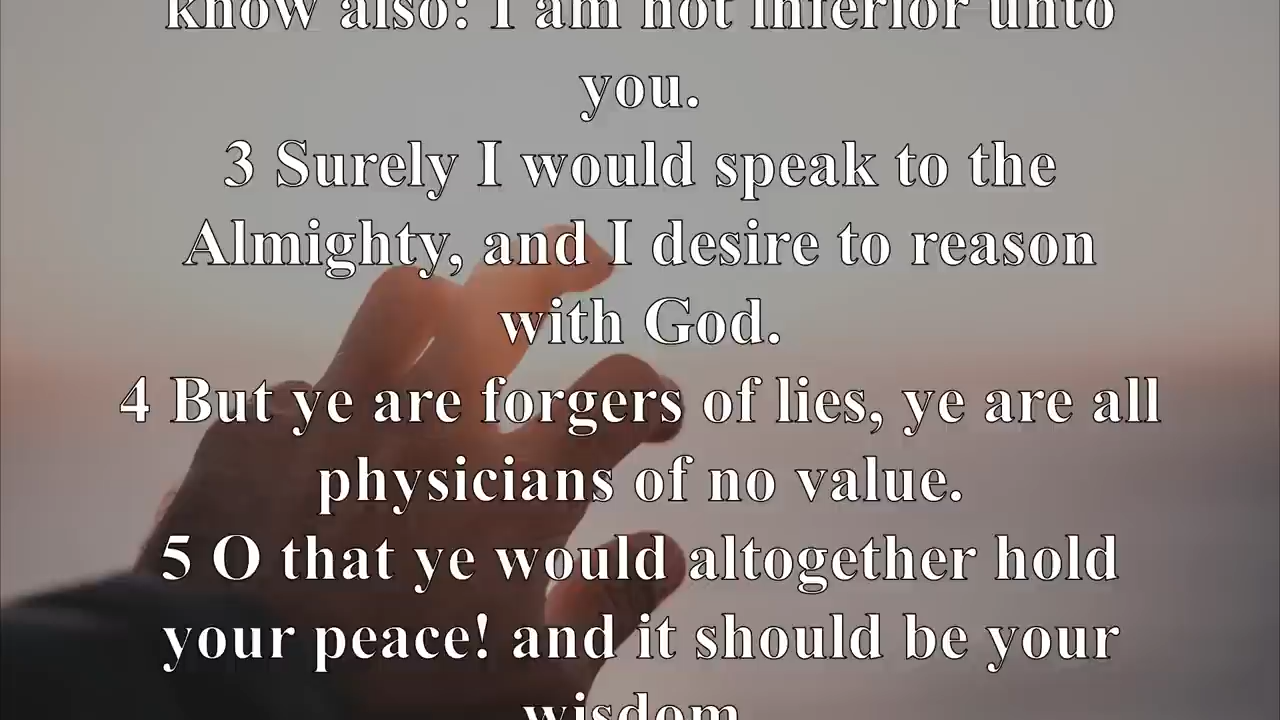 know also: I am not inferior unto
you.
3 Surely I would speak to the
Almighty, and I desire to reason
with God.
4 But ye are forgers of lies, ye are all
physicians of no value.
5 O that ye would altogether hold
your peace! and it should be your
wisdom